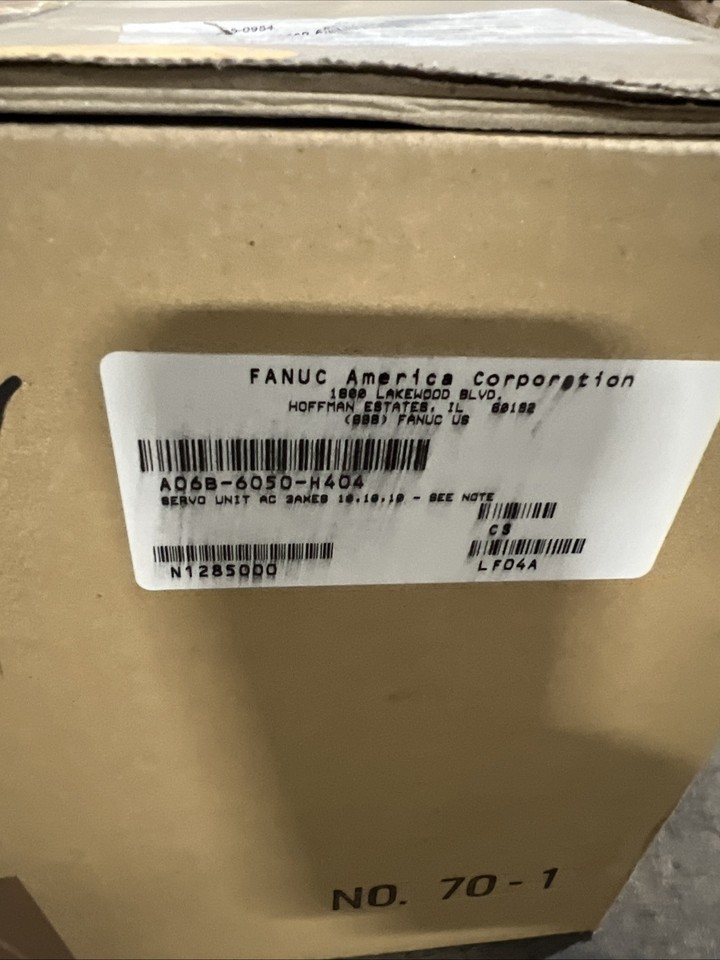 -0954
FANUC America Corporation
1800 LAKEWOOD BLVD.
HOFFMAN ESTATES, IL 60192
(888) FANUC US
A06B-6050-H404
SERVO UNIT AC 3AXES 10.10.10 - SEE NOTE
CS
N1285000
LF04A
NO. 70-1